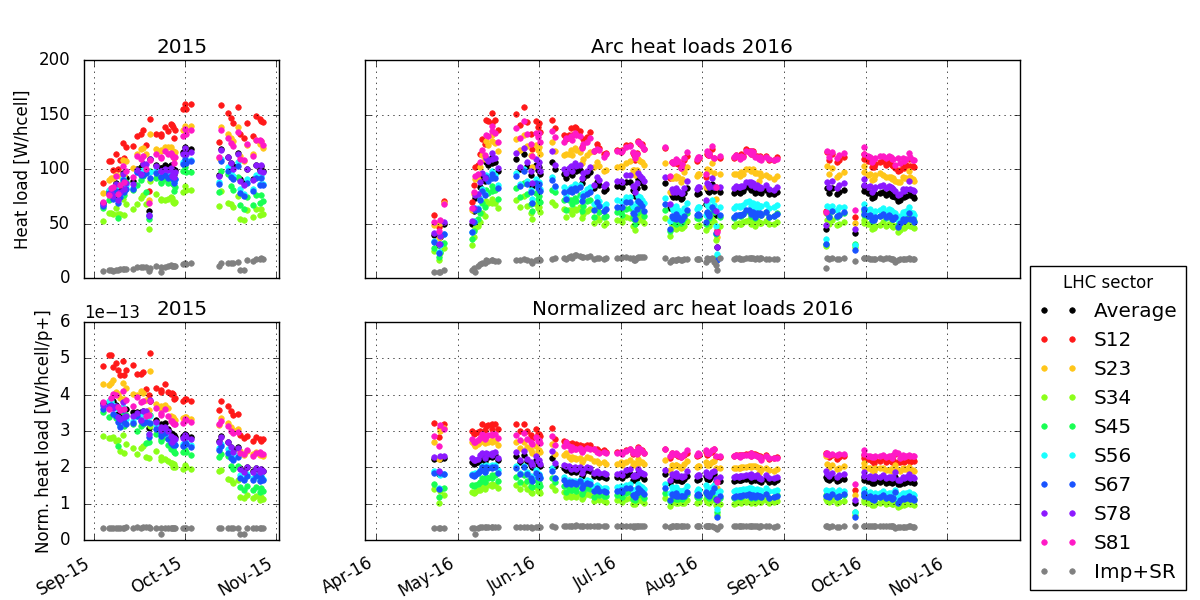 2015
Arc heat loads 2016
Heat load [W/hcell]
200
150
100
50
0
1e−13
2015
Normalized arc heat loads 2016
Norm. heat load [W/hcell/p+]
6
5
4
3
2
1
0
Sep-15
Oct-15
Nov-15
Apr-16
May-16
Jun-16
Jul-16
Aug-16
Sep-16
Oct-16
Nov-16
LHC sector
Average
S12
S23
S34
S45
S56
S67
S78
S81
Imp+SR